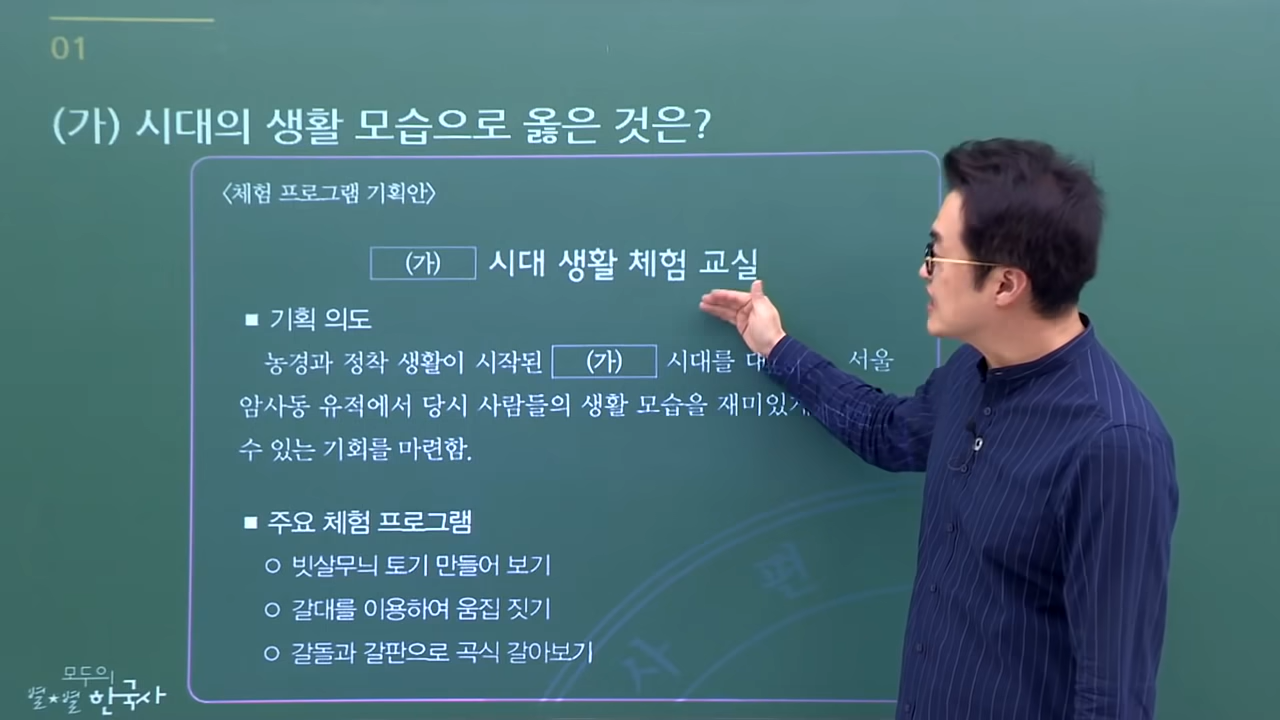 01
(가) 시대의 생활 모습으로 옳은 것은?
〈체험 프로그램 기획안〉
(가) 시대 생활 체험 교실
■ 기획 의도
농경과 정착 생활이 시작된 (가) 시대를 서울
암사동 유적에서 당시 사람들의 생활 모습을 재미있게
수 있는 기회를 마련함.
■ 주요 체험 프로그램
○ 빗살무늬 토기 만들어 보기
○ 갈대를 이용하여 움집 짓기
○ 갈돌과 갈판으로 곡식 갈아보기
사 편
모두의
별★별 한국사